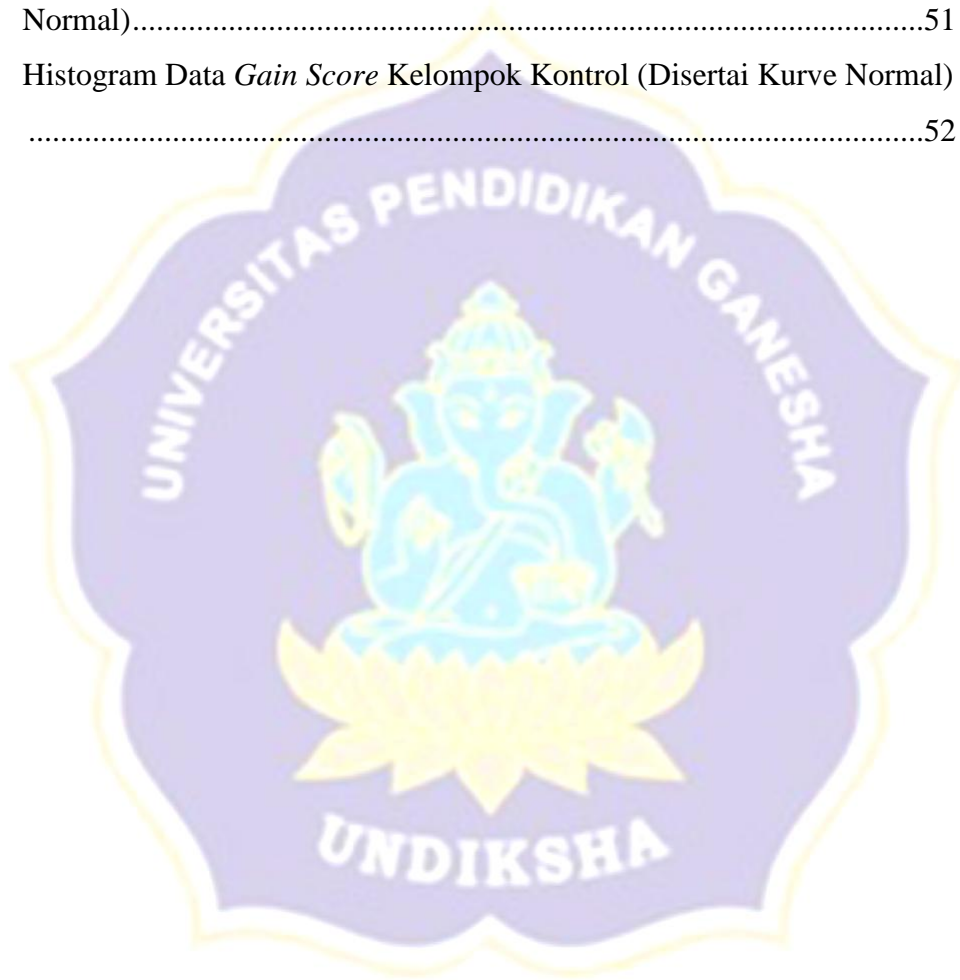 Normal)....................................................................................51
Histogram Data Gain Score Kelompok Kontrol (Disertai Kurve Normal)
...............................................................................................52
UNIVERSITAS PENDIDIKAN GANESHA
UNDIKSHA